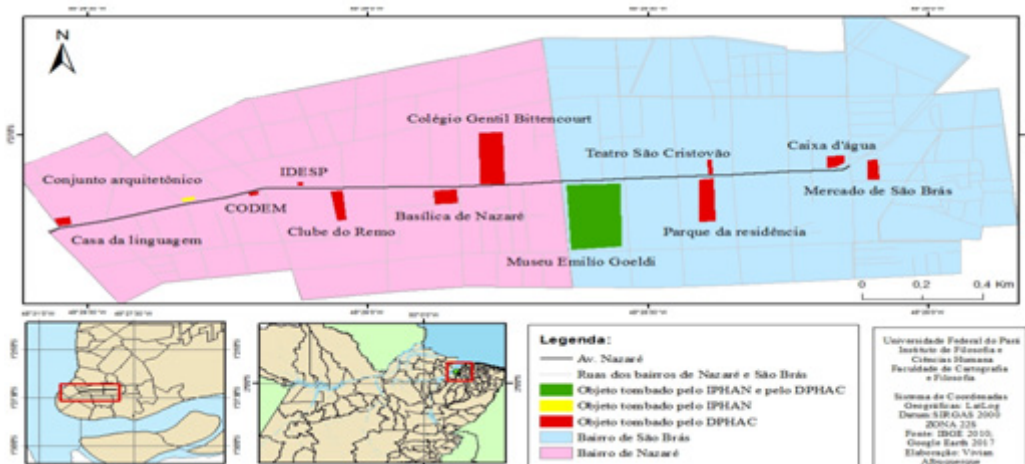 N
Colégio Gentil Bittencourt
Teatro São Cristovão
Caixa d'água
Conjunto arquitetônico
IDESP
Mercado de São Brás
CODEM
Basílica de Nazaré
Casa da linguagem
Clube do Remo
Parque da residência
Museu Emilio Goeldi
0 0,2 0,4 Km
Legenda:
Av. Nazaré
Ruas dos bairros de Nazaré e São Brás
Objeto tombado pelo IPHAN e pelo DPHAC
Objeto tombado pelo IPHAN
Objeto tombado pelo DPHAC
Bairro de São Brás
Bairro de Nazaré
Universidade Federal do Pará
Instituto de Filosofia e
Ciências Humana
Faculdade de Cartografia
e Filosofia
Sistema de Coordenadas
Geográficas: LatLog
Datum:SIRGAS 2000
ZONA 22S
Fonte: IBGE 2010,
Google Earth 2017
Elaboração: Vivian
Albuquerque